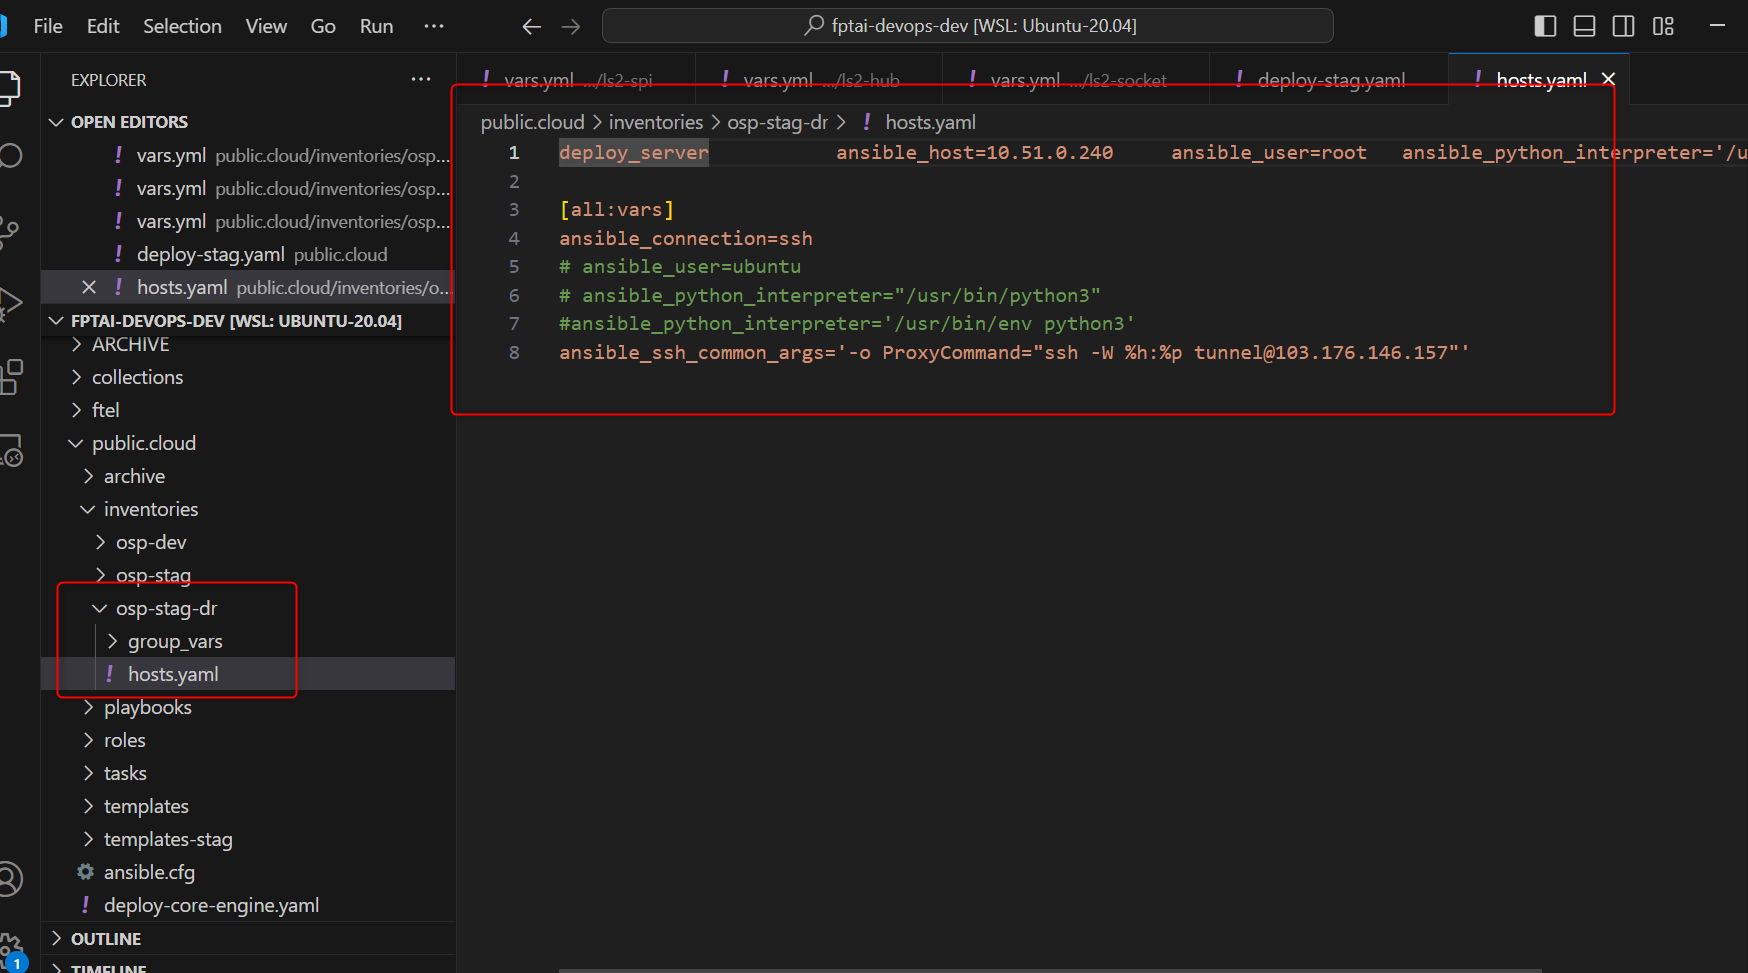 File Edit Selection View Go Run ···
fptai-devops-dev [WSL: Ubuntu-20.04]
EXPLORER ···
OPEN EDITORS
! vars.yml public.cloud/inventories/osp...
! vars.yml public.cloud/inventories/osp...
! vars.yml public.cloud/inventories/osp...
! deploy-stag.yaml public.cloud
! hosts.yaml public.cloud/inventories/o...
FPTAI-DEVOPS-DEV [WSL: UBUNTU-20.04]
ARCHIVE
collections
ftel
public.cloud
archive
inventories
osp-dev
osp-stag
osp-stag-dr
group_vars
! hosts.yaml
playbooks
roles
tasks
templates
templates-stag
ansible.cfg
! deploy-core-engine.yaml
OUTLINE
TIMELINE
1
! vars.yml .../ls2-spi ! vars.yml .../ls2-hub ! vars.yml .../ls2-socket ! deploy-stag.yaml ! hosts.yaml
public.cloud > inventories > osp-stag-dr > ! hosts.yaml
1 deploy_server ansible_host=10.51.0.240 ansible_user=root ansible_python_interpreter='/u
2
3 [all:vars]
4 ansible_connection=ssh
5 # ansible_user=ubuntu
6 # ansible_python_interpreter="/usr/bin/python3"
7 #ansible_python_interpreter='/usr/bin/env python3'
8 ansible_ssh_common_args='-o ProxyCommand="ssh -W %h:%p tunnel@103.176.146.157"'